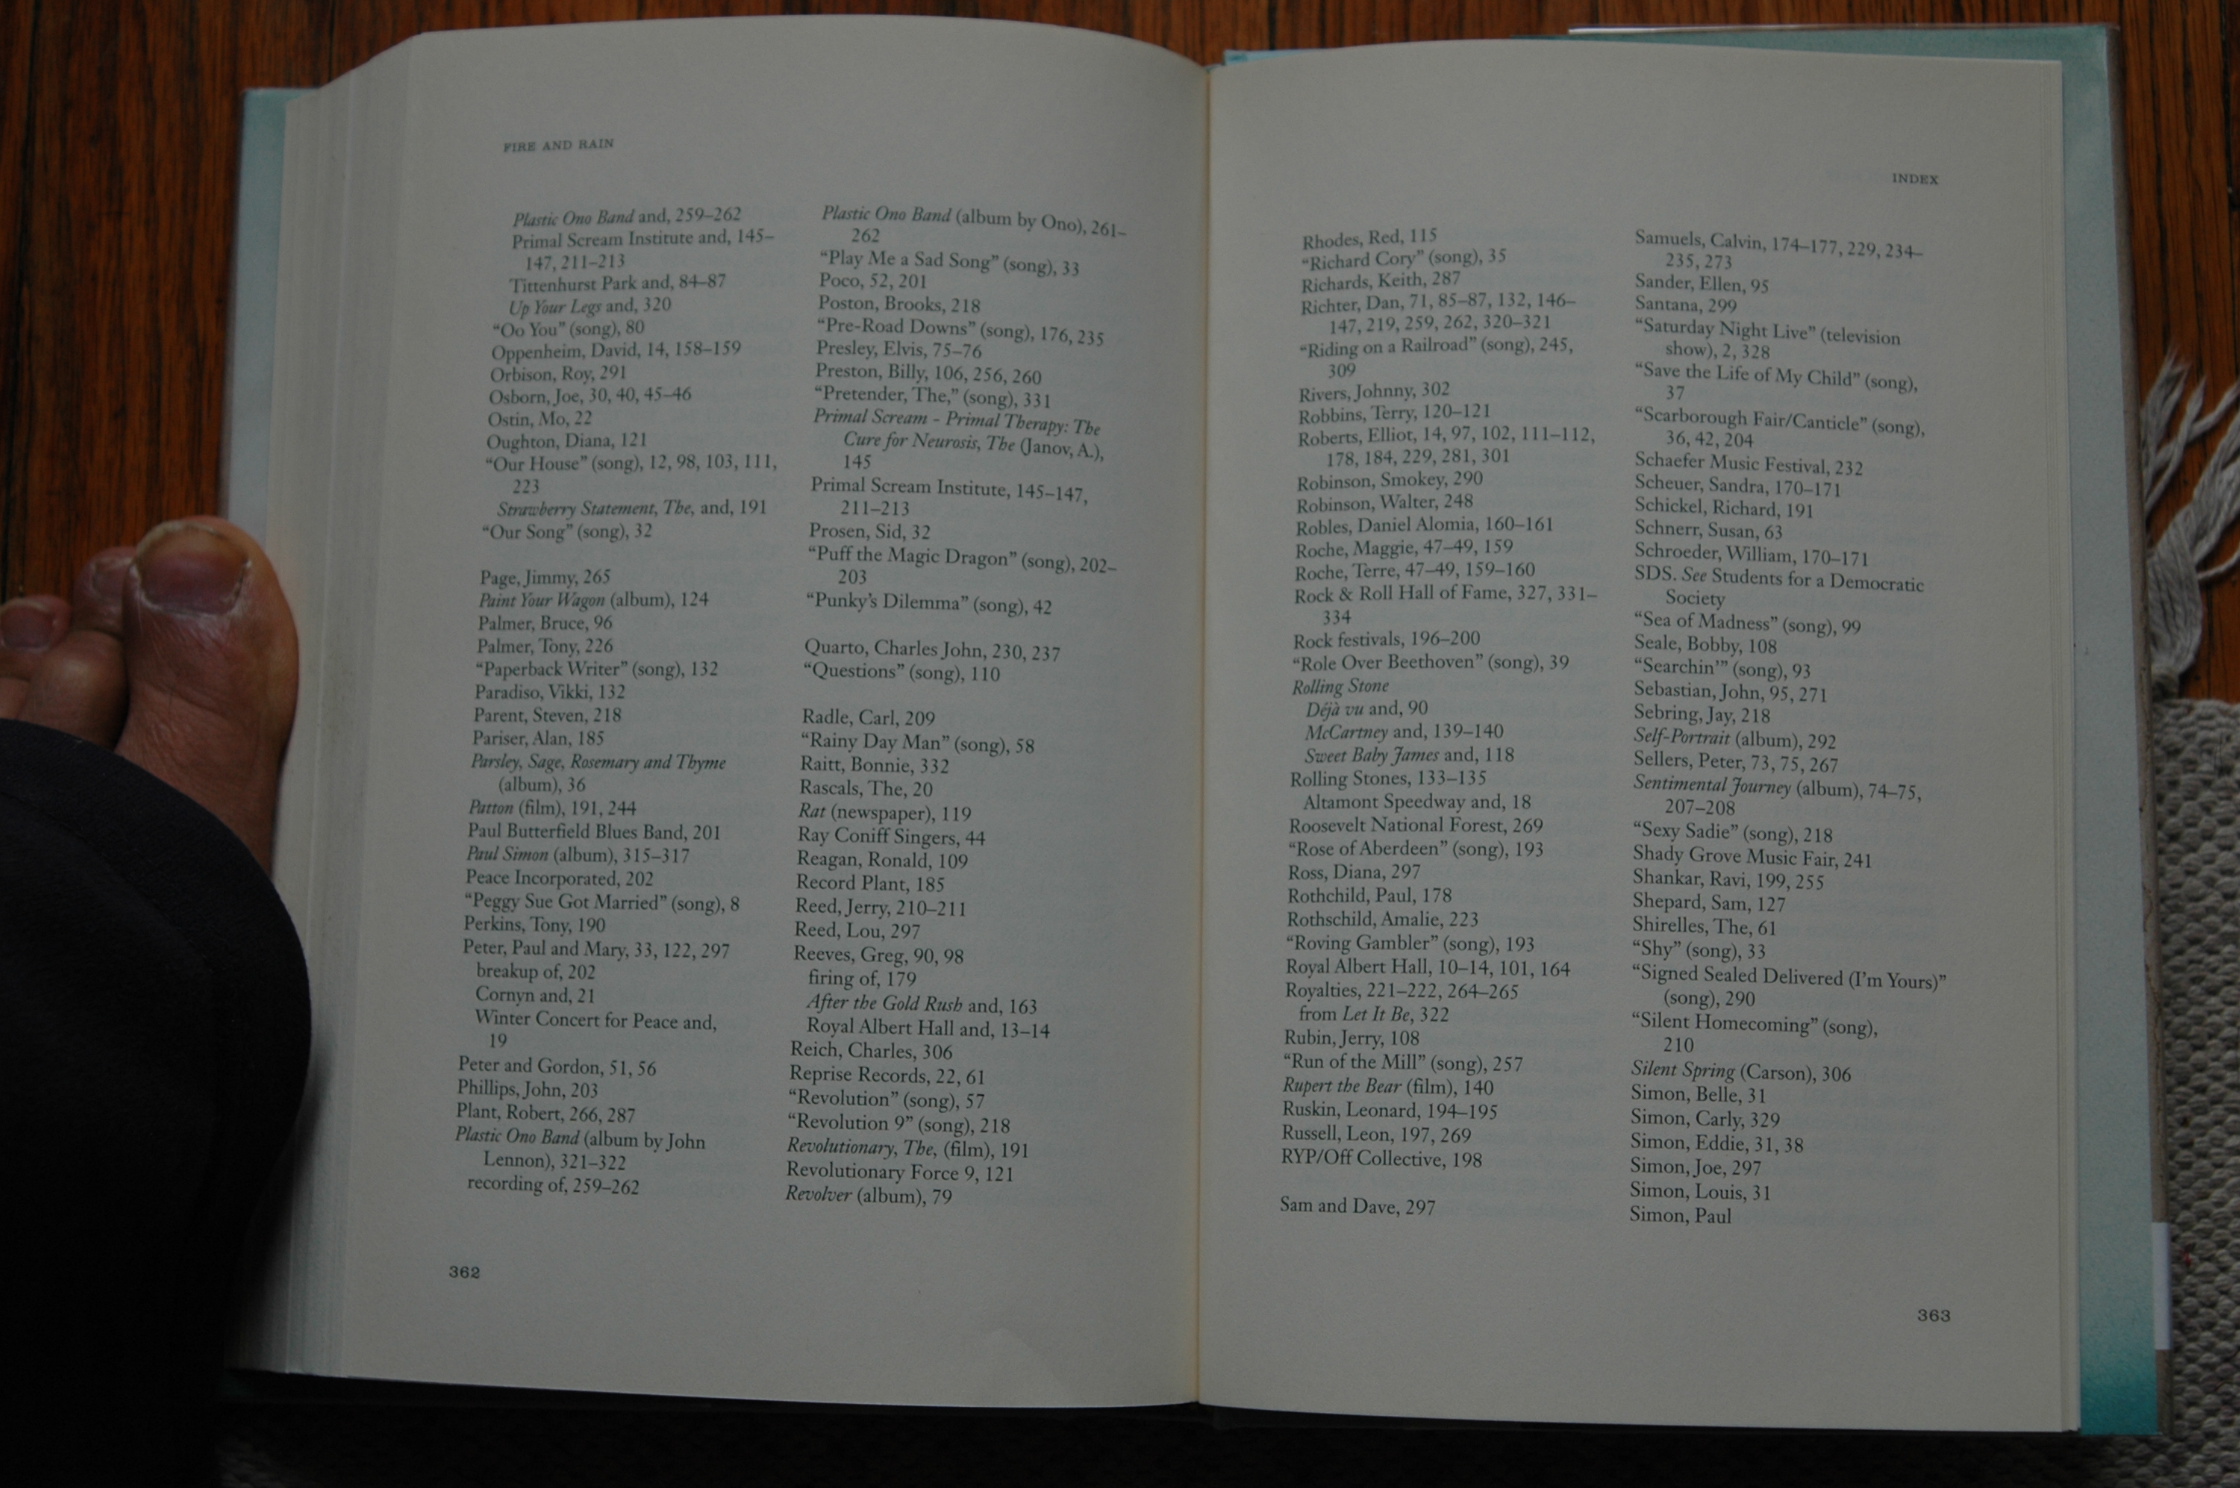 FIRE AND RAIN
Plastic Ono Band and, 259–262
Primal Scream Institute and, 145–
147, 211–213
Tittenhurst Park and, 84–87
Up Your Legs and, 320
“Oo You” (song), 80
Oppenheim, David, 14, 158–159
Orbison, Roy, 291
Osborn, Joe, 30, 40, 45–46
Ostin, Mo, 22
Oughton, Diana, 121
“Our House” (song), 12, 98, 103, 111,
223
Strawberry Statement, The, and, 191
“Our Song” (song), 32
Page, Jimmy, 265
Paint Your Wagon (album), 124
Palmer, Bruce, 96
Palmer, Tony, 226
“Paperback Writer” (song), 132
Paradiso, Vikki, 132
Parent, Steven, 218
Pariser, Alan, 185
Parsley, Sage, Rosemary and Thyme
(album), 36
Patton (film), 191, 244
Paul Butterfield Blues Band, 201
Paul Simon (album), 315–317
Peace Incorporated, 202
“Peggy Sue Got Married” (song), 8
Perkins, Tony, 190
Peter, Paul and Mary, 33, 122, 297
breakup of, 202
Cornyn and, 21
Winter Concert for Peace and,
19
Peter and Gordon, 51, 56
Phillips, John, 203
Plant, Robert, 266, 287
Plastic Ono Band (album by John
Lennon), 321–322
recording of, 259–262
Plastic Ono Band (album by Ono), 261–
262
“Play Me a Sad Song” (song), 33
Poco, 52, 201
Poston, Brooks, 218
“Pre-Road Downs” (song), 176, 235
Presley, Elvis, 75–76
Preston, Billy, 106, 256, 260
“Pretender, The,” (song), 331
Primal Scream - Primal Therapy: The
Cure for Neurosis, The (Janov, A.),
145
Primal Scream Institute, 145–147,
211–213
Prosen, Sid, 32
“Puff the Magic Dragon” (song), 202–
203
“Punky’s Dilemma” (song), 42
Quarto, Charles John, 230, 237
“Questions” (song), 110
Radle, Carl, 209
“Rainy Day Man” (song), 58
Raitt, Bonnie, 332
Rascals, The, 20
Rat (newspaper), 119
Ray Coniff Singers, 44
Reagan, Ronald, 109
Record Plant, 185
Reed, Jerry, 210–211
Reed, Lou, 297
Reeves, Greg, 90, 98
firing of, 179
After the Gold Rush and, 163
Royal Albert Hall and, 13–14
Reich, Charles, 306
Reprise Records, 22, 61
“Revolution” (song), 57
“Revolution 9” (song), 218
Revolutionary, The, (film), 191
Revolutionary Force 9, 121
Revolver (album), 79
362
INDEX
Rhodes, Red, 115
“Richard Cory” (song), 35
Richards, Keith, 287
Richter, Dan, 71, 85–87, 132, 146–
147, 219, 259, 262, 320–321
“Riding on a Railroad” (song), 245,
309
Rivers, Johnny, 302
Robbins, Terry, 120–121
Roberts, Elliot, 14, 97, 102, 111–112,
178, 184, 229, 281, 301
Robinson, Smokey, 290
Robinson, Walter, 248
Robles, Daniel Alomia, 160–161
Roche, Maggie, 47–49, 159
Roche, Terre, 47–49, 159–160
Rock & Roll Hall of Fame, 327, 331–
334
Rock festivals, 196–200
“Role Over Beethoven” (song), 39
Rolling Stone
Déjà vu and, 90
McCartney and, 139–140
Sweet Baby James and, 118
Rolling Stones, 133–135
Altamont Speedway and, 18
Roosevelt National Forest, 269
“Rose of Aberdeen” (song), 193
Ross, Diana, 297
Rothchild, Paul, 178
Rothschild, Amalie, 223
“Roving Gambler” (song), 193
Royal Albert Hall, 10–14, 101, 164
Royalties, 221–222, 264–265
from Let It Be, 322
Rubin, Jerry, 108
“Run of the Mill” (song), 257
Rupert the Bear (film), 140
Ruskin, Leonard, 194–195
Russell, Leon, 197, 269
RYP/Off Collective, 198
Sam and Dave, 297
Samuels, Calvin, 174–177, 229, 234–
235, 273
Sander, Ellen, 95
Santana, 299
“Saturday Night Live” (television
show), 2, 328
“Save the Life of My Child” (song),
37
“Scarborough Fair/Canticle” (song),
36, 42, 204
Schaefer Music Festival, 232
Scheuer, Sandra, 170–171
Schickel, Richard, 191
Schnerr, Susan, 63
Schroeder, William, 170–171
SDS. See Students for a Democratic
Society
“Sea of Madness” (song), 99
Seale, Bobby, 108
“Searchin’” (song), 93
Sebastian, John, 95, 271
Sebring, Jay, 218
Self-Portrait (album), 292
Sellers, Peter, 73, 75, 267
Sentimental Journey (album), 74–75,
207–208
“Sexy Sadie” (song), 218
Shady Grove Music Fair, 241
Shankar, Ravi, 199, 255
Shepard, Sam, 127
Shirelles, The, 61
“Shy” (song), 33
“Signed Sealed Delivered (I’m Yours)”
(song), 290
“Silent Homecoming” (song),
210
Silent Spring (Carson), 306
Simon, Belle, 31
Simon, Carly, 329
Simon, Eddie, 31, 38
Simon, Joe, 297
Simon, Louis, 31
Simon, Paul
363